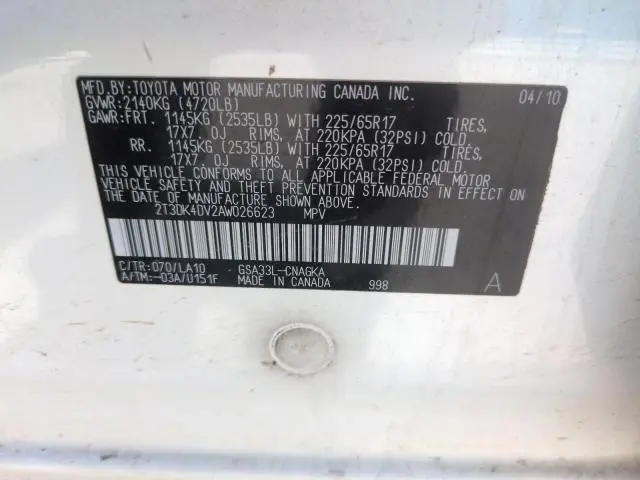 MFD.BY:TOYOTA MOTOR MANUFACTURING CANADA INC. 04/10
GVWR:2140KG (4720LB)
GAWR:FRT. 1145KG (2535LB) WITH 225/65R17 TIRES,
17X7.0J RIMS, AT 220KPA (32PSI) COLD
RR. 1145KG (2535LB) WITH 225/65R17 TIRES,
17X7.0J RIMS, AT 220KPA (32PSI) COLD
THIS VEHICLE CONFORMS TO ALL APPLICABLE FEDERAL MOTOR
VEHICLE SAFETY AND THEFT PREVENTION STANDARDS IN EFFECT ON
THE DATE OF MANUFACTURE SHOWN ABOVE.
2T3DK4DV2AW026623 MPV
C/TR:070/LA10 GSA33L-CNAGKA
A/TM:-03A/U151F MADE IN CANADA 998 A